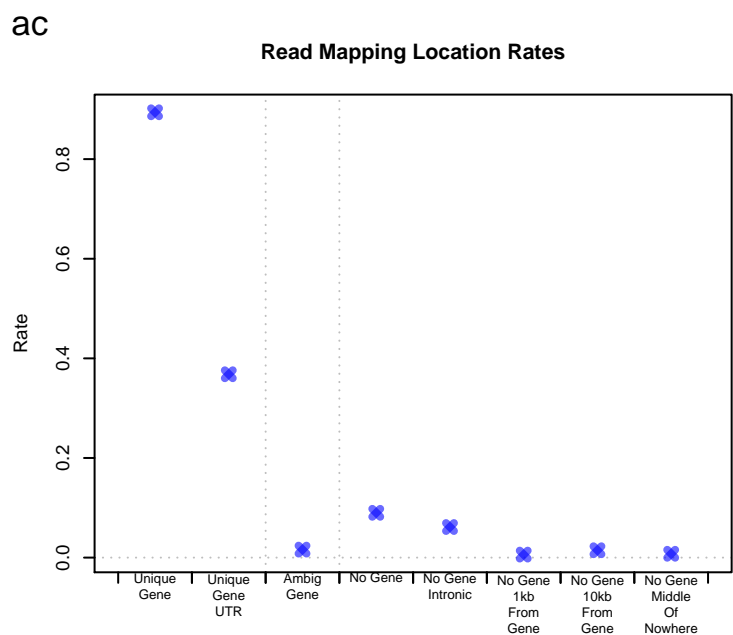 ac
Read Mapping Location Rates
Rate
0.8
0.6
0.4
0.2
0.0
Unique
Gene
Unique
Gene
UTR
Ambig
Gene
No Gene
No Gene
Intronic
No Gene
1kb
From
Gene
No Gene
10kb
From
Gene
No Gene
Middle
Of
Nowhere